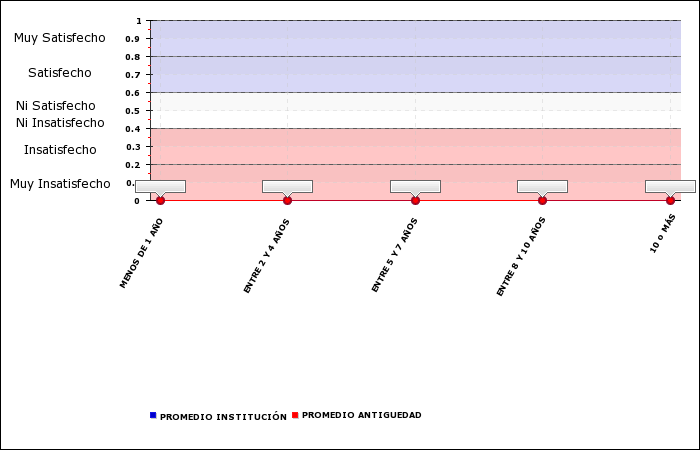 1
Muy Satisfecho
0.9
0.8
Satisfecho
0.7
0.6
Ni Satisfecho
0.5
Ni Insatisfecho
0.4
Insatisfecho
0.3
0.2
Muy Insatisfecho
0
MENOS DE 1 AÑO
ENTRE 2 Y 4 AÑOS
ENTRE 5 Y 7 AÑOS
ENTRE 8 Y 10 AÑOS
10 o MÁS
PROMEDIO INSTITUCIÓN
PROMEDIO ANTIGUEDAD